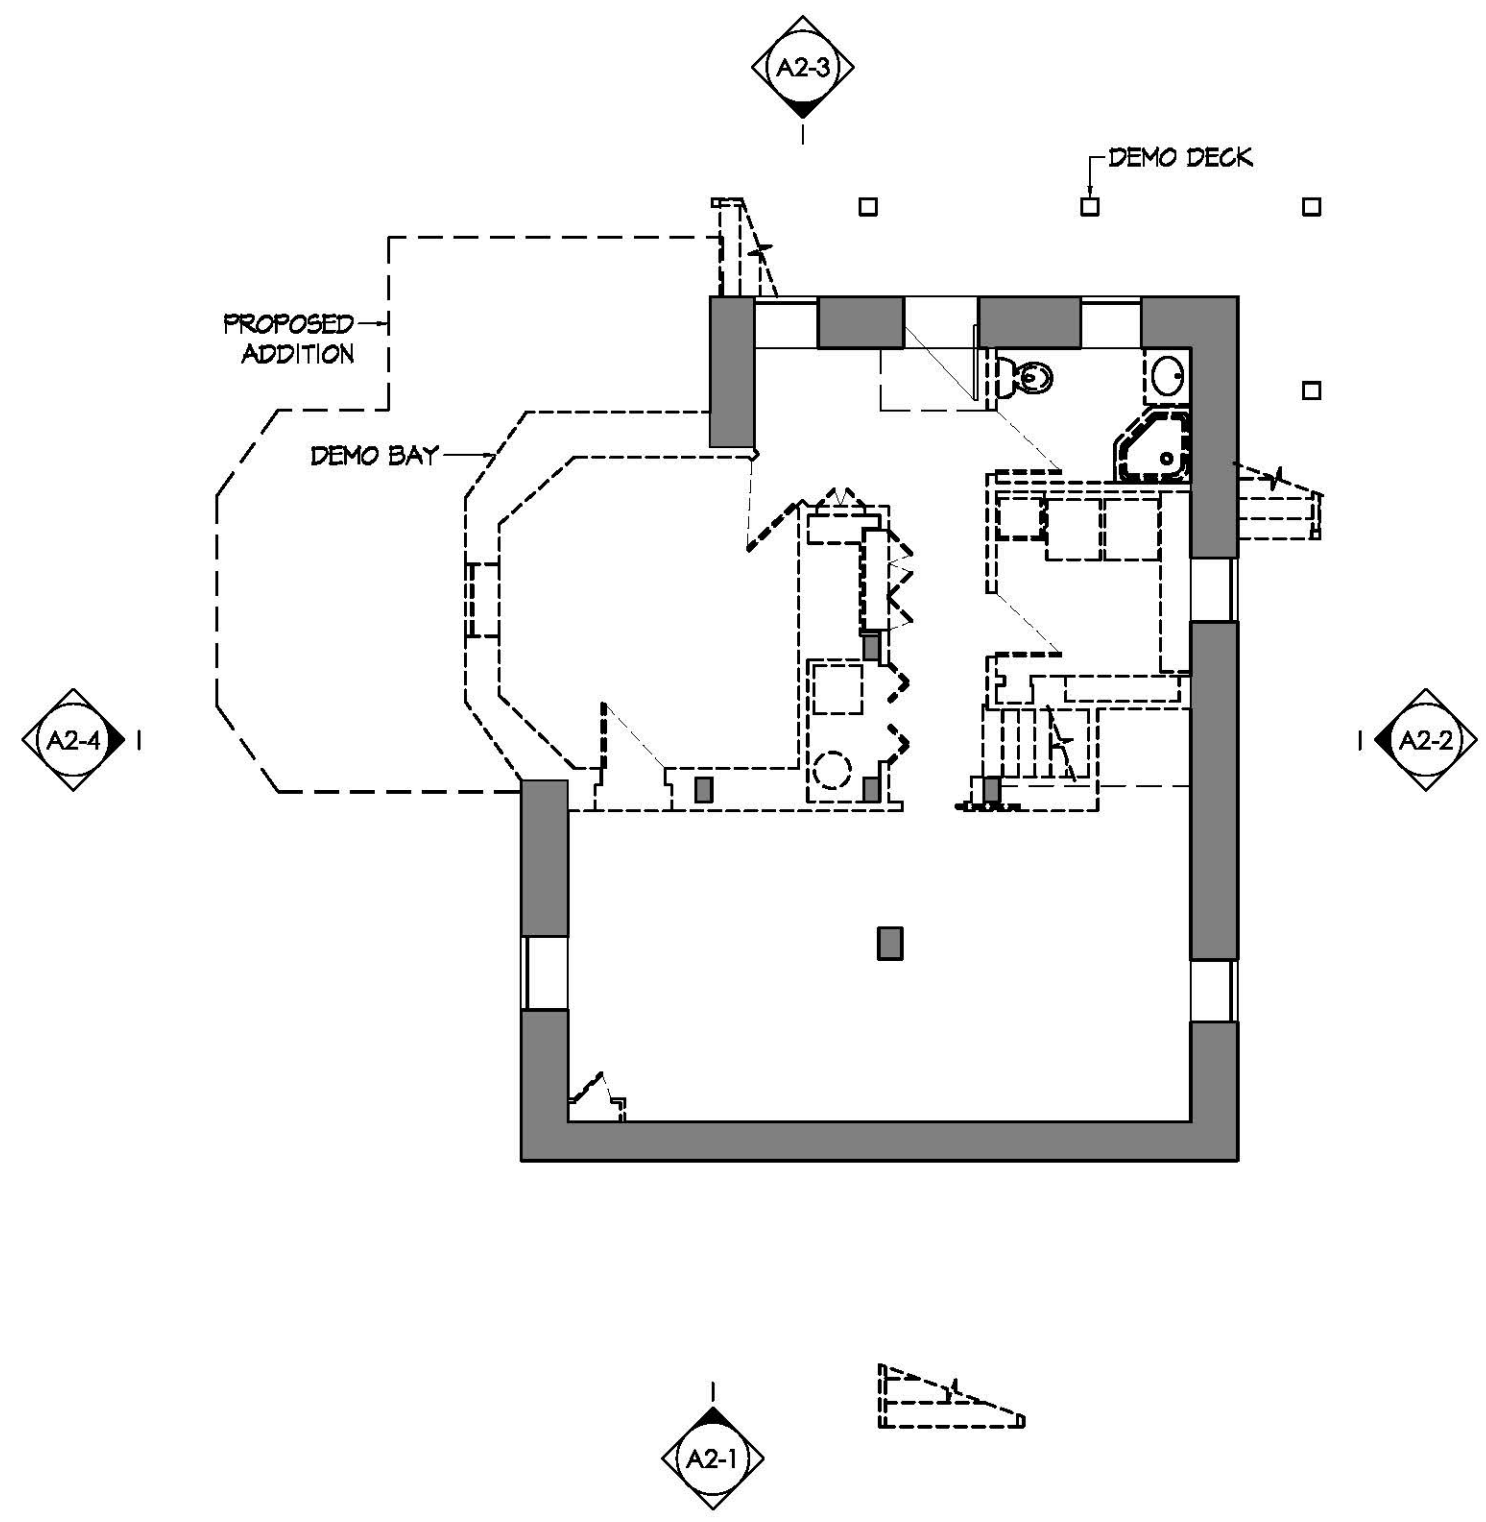 A2-3
DEMO DECK
PROPOSED
ADDITION
DEMO BAY
A2-4
A2-2
A2-1